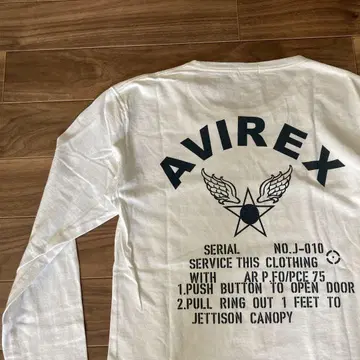 AVIREX
SERIAL NO.J-010
SERVICE THIS CLOTHING
WITH AR P FO/PCE 75
1.PUSH BUTTON TO OPEN DOOR
2.PULL RING OUT 1 FEET TO
JETTISON CANOPY